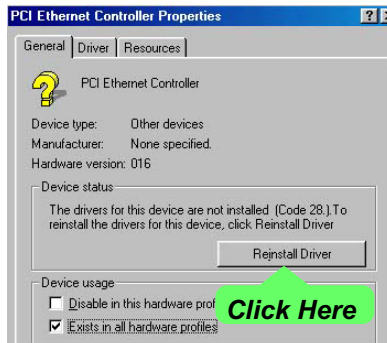 PCI Ethernet Controller Properties
General Driver Resources
PCI Ethernet Controller
Device type: Other devices
Manufacturer: None specified.
Hardware version: 016
Device status
The drivers for this device are not installed (Code 28.).To
reinstall the drivers for this device, click Reinstall Driver
Reinstall Driver
Device usage
Disable in this hardware prof
Click Here
Exists in all hardware profiles